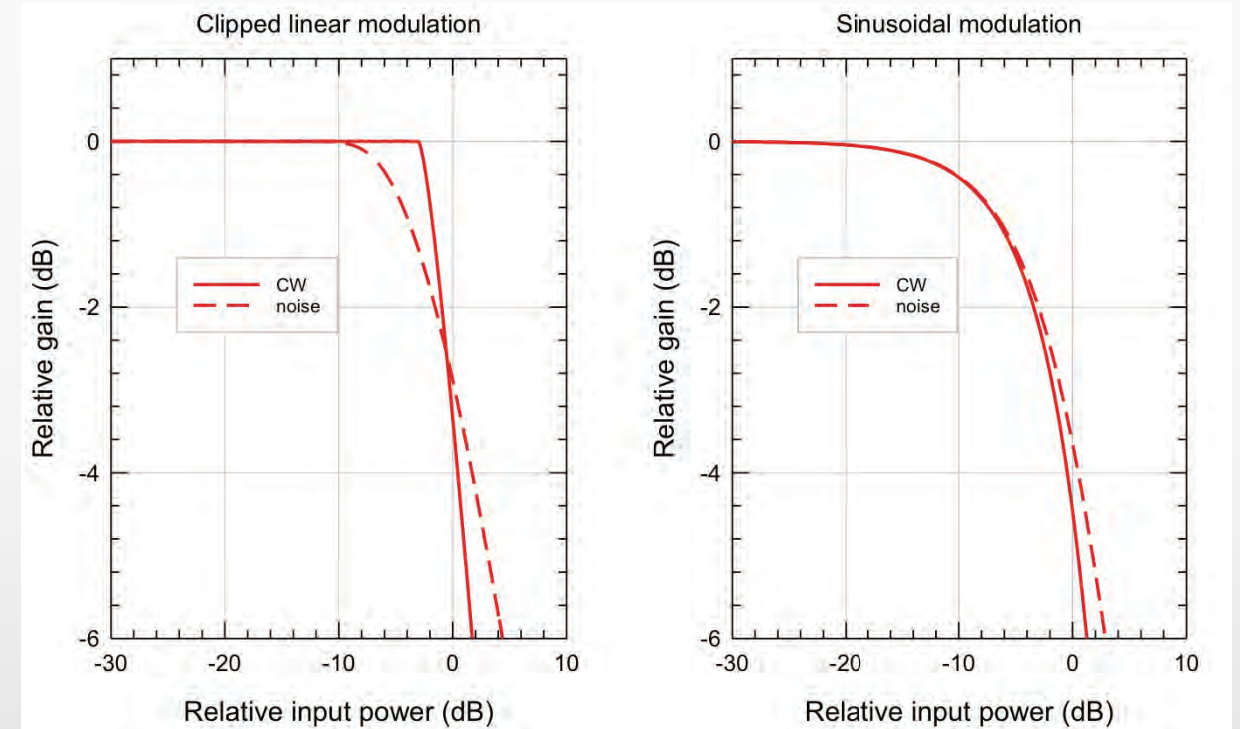 Clipped linear modulation
0
-2
-4
-6
-30 -20 -10 0 10
Relative gain (dB)
Relative input power (dB)
CW
noise
Sinusoidal modulation
0
-2
-4
-6
-30 -20 -10 0 10
Relative gain (dB)
Relative input power (dB)
CW
noise